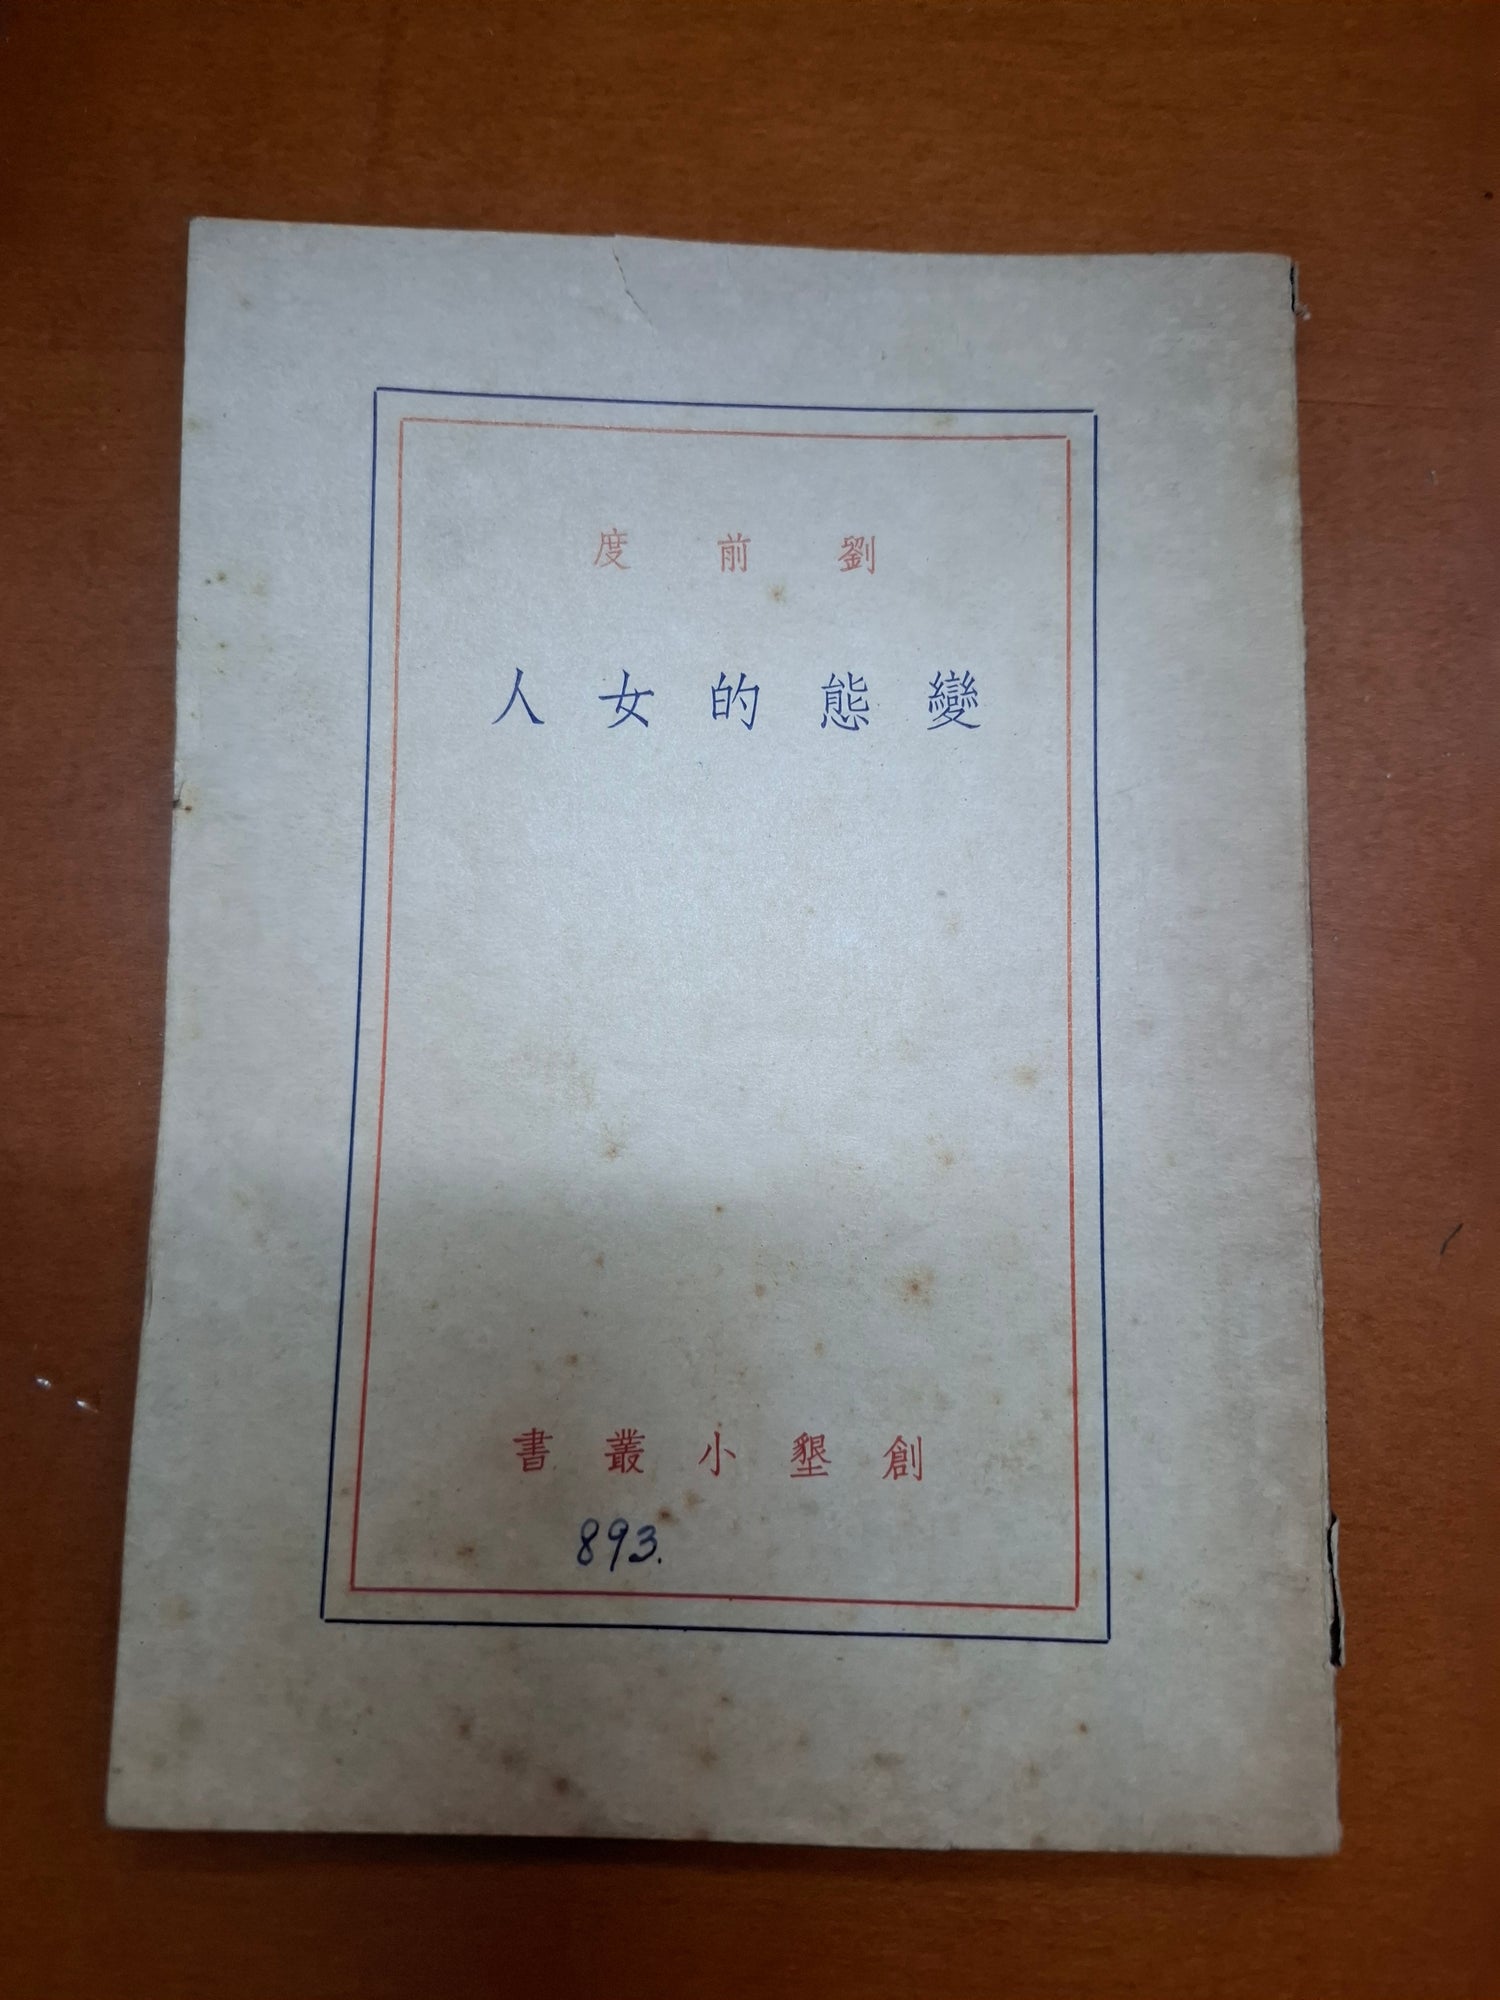 劉前度
變態的女人
創墾小叢書
893.